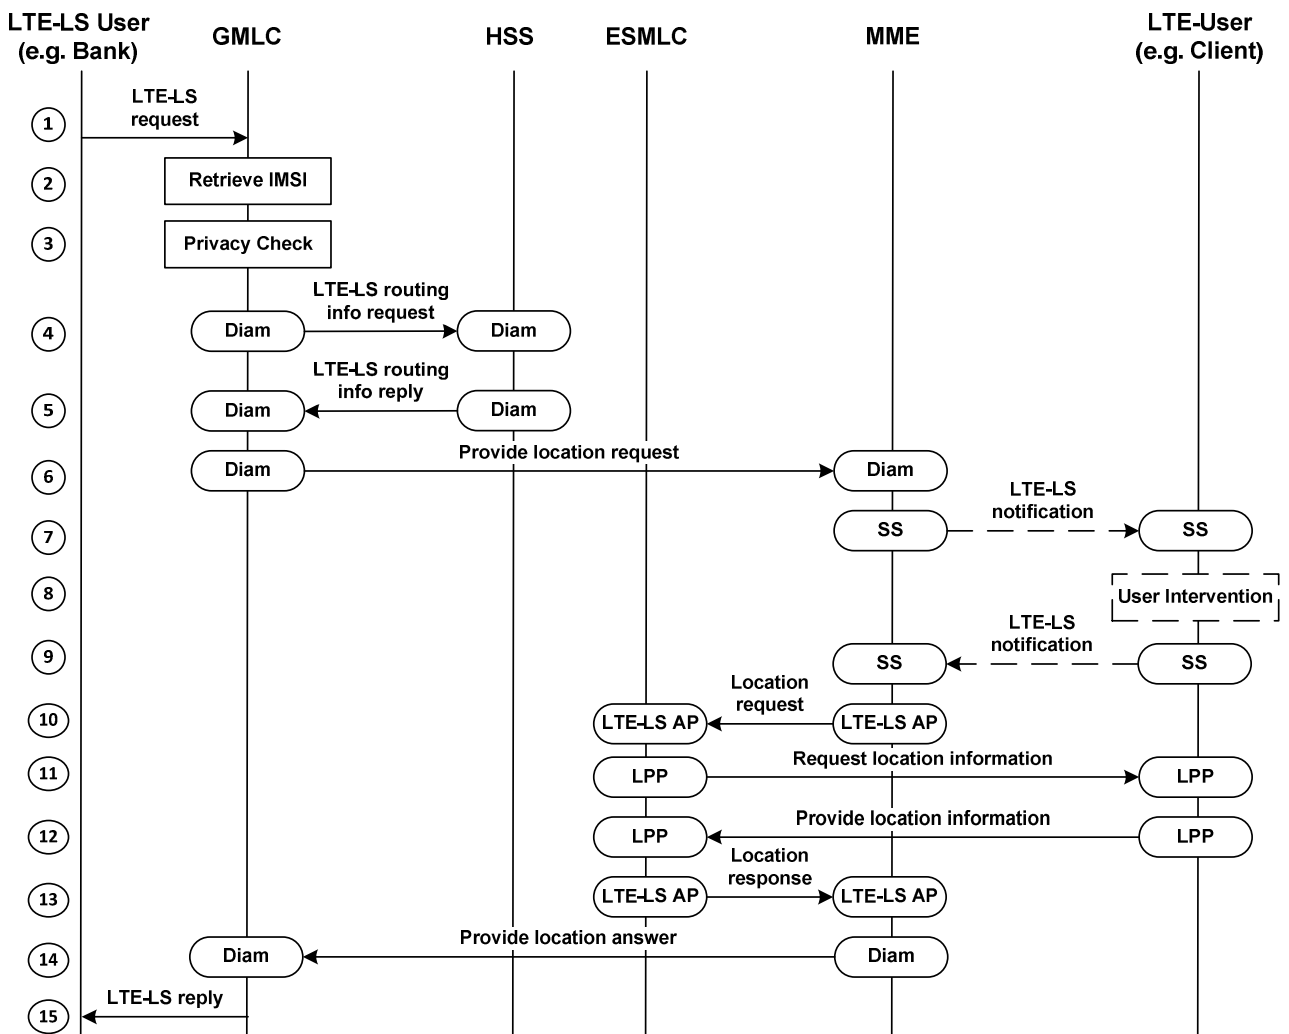 LTE-LS User
(e.g. Bank)
GMLC
HSS
ESMLC
MME
LTE-User
(e.g. Client)
1
LTE-LS
request
2
Retrieve IMSI
3
Privacy Check
4
Diam
LTE-LS routing
info request
Diam
5
Diam
LTE-LS routing
info reply
Diam
6
Diam
Provide location request
Diam
7
SS
LTE-LS
notification
SS
8
User Intervention
9
SS
LTE-LS
notification
SS
10
LTE-LS AP
Location
request
LTE-LS AP
11
LPP
Request location information
LPP
12
LPP
Provide location information
LPP
13
LTE-LS AP
Location
response
LTE-LS AP
14
Diam
Provide location answer
Diam
15
LTE-LS reply